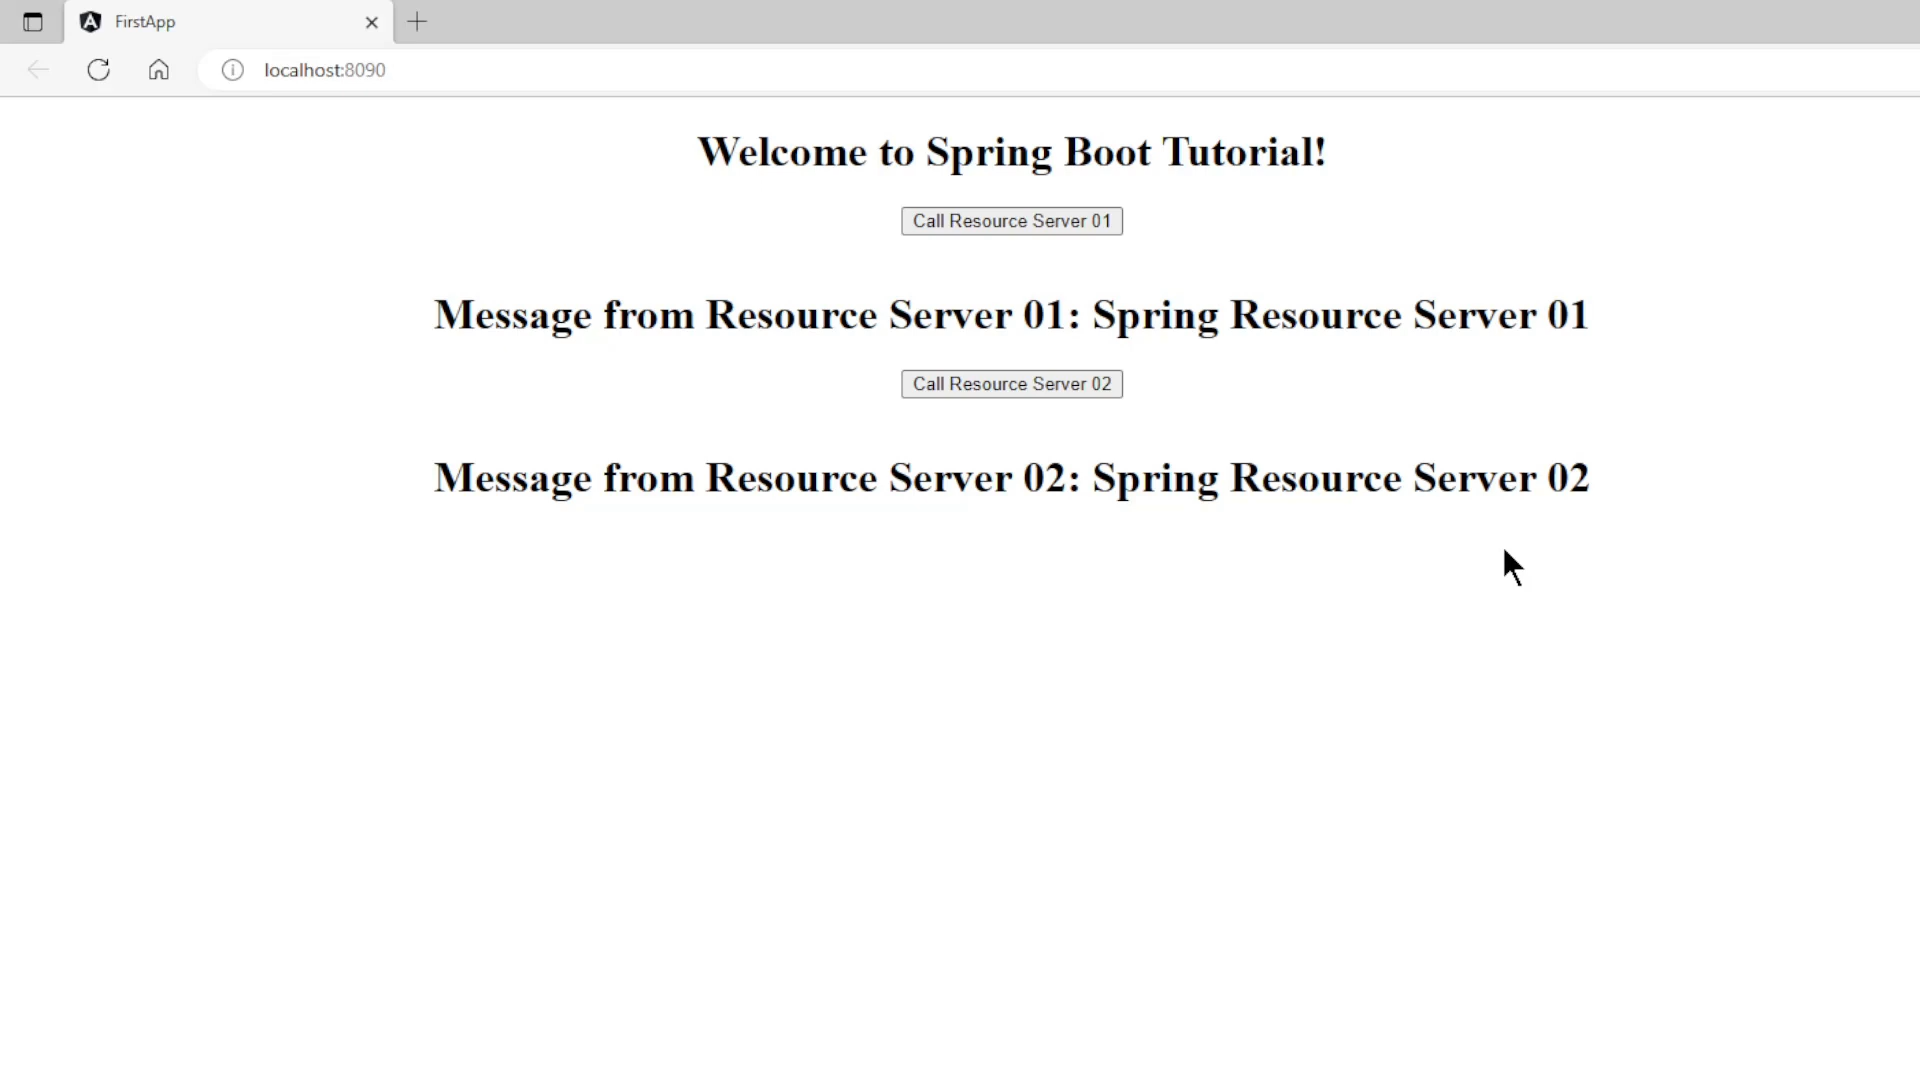 FirstApp
localhost:8090
Welcome to Spring Boot Tutorial!
Call Resource Server 01
Message from Resource Server 01: Spring Resource Server 01
Call Resource Server 02
Message from Resource Server 02: Spring Resource Server 02